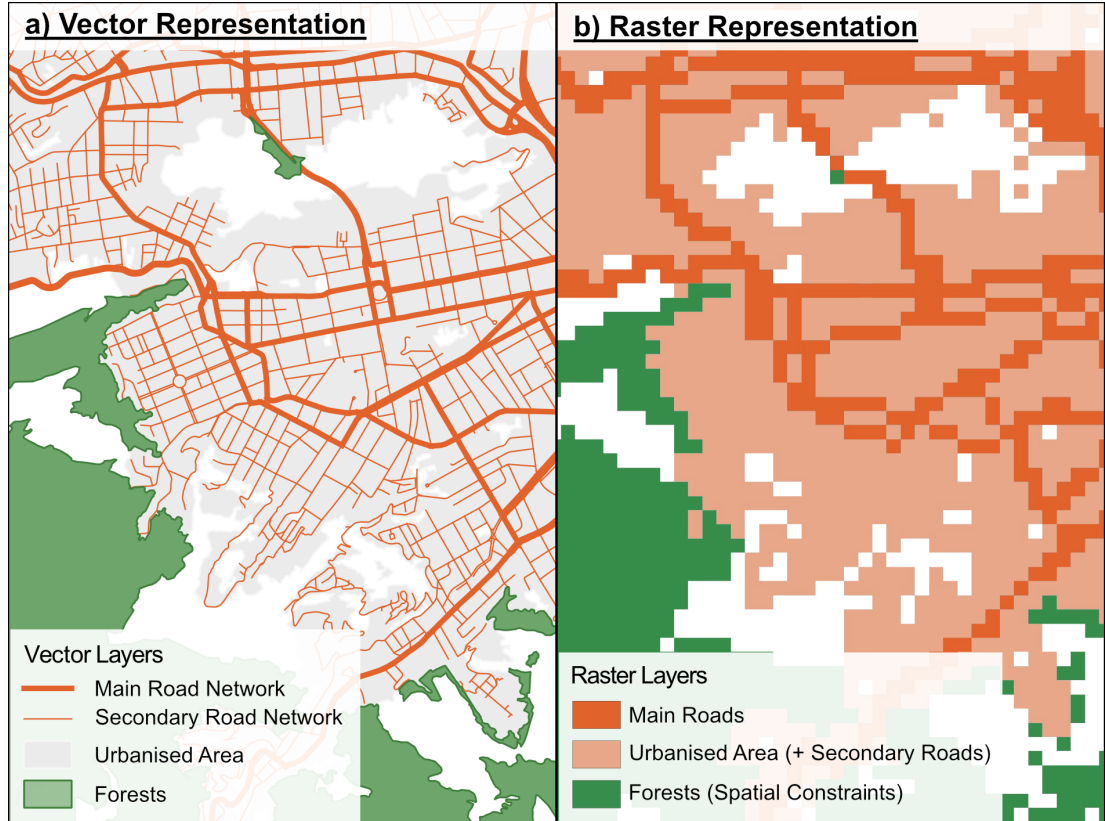 a) Vector Representation
Vector Layers
Main Road Network
Secondary Road Network
Urbanised Area
Forests
b) Raster Representation
Raster Layers
Main Roads
Urbanised Area (+ Secondary Roads)
Forests (Spatial Constraints)